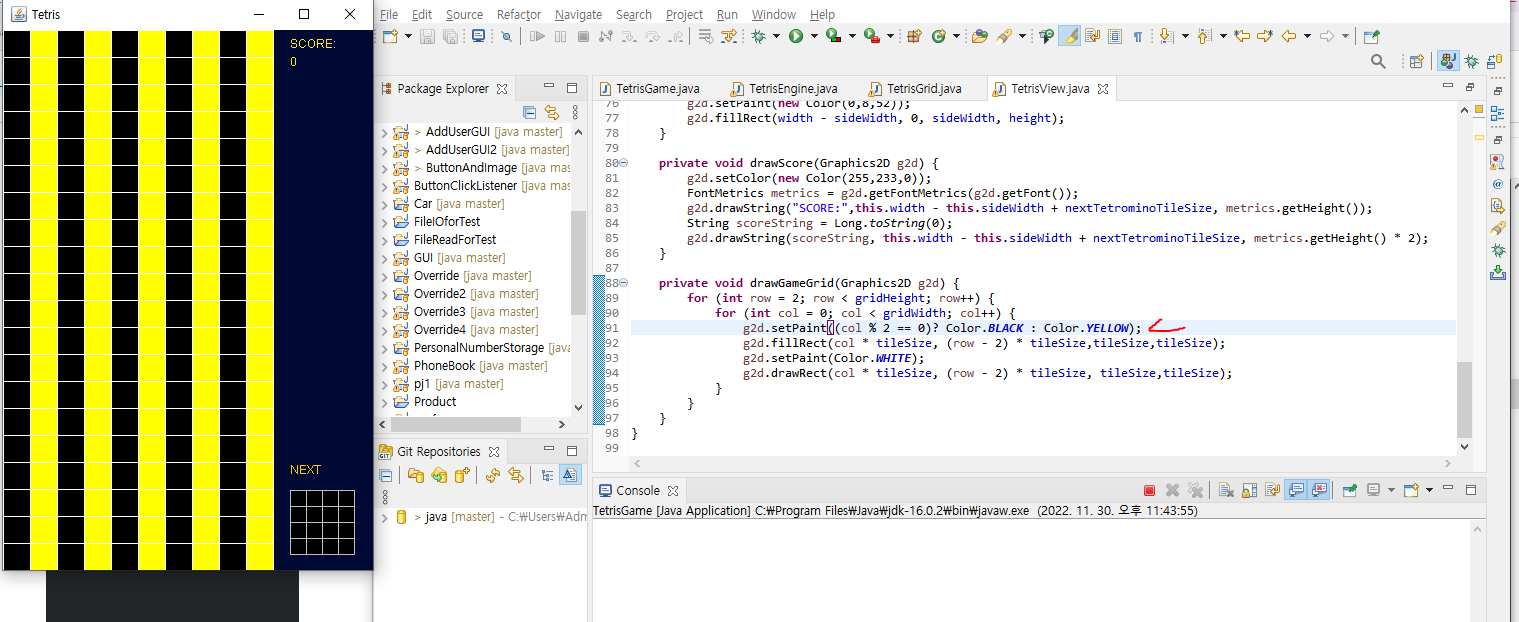 Tetris
SCORE:
0
NEXT
File Edit Source Refactor Navigate Search Project Run Window Help
Package Explorer
> AddUserGUI [java master]
> AddUserGUI2 [java master]
> ButtonAndImage [java mas
ButtonClickListener [java mas
Car [java master]
FileIOforTest
FileReadForTest
GUI [java master]
Override [java master]
Override2 [java master]
Override3 [java master]
Override4 [java master]
PersonalNumberStorage [java
PhoneBook [java master]
pj1 [java master]
Product
Git Repositories
> java [master] - C:₩Users₩Adm
TetrisGame.java TetrisEngine.java TetrisGrid.java TetrisView.java
76 g2d.setPaint(new Color(0,8,52));
77 g2d.fillRect(width - sideWidth, 0, sideWidth, height);
78 }
79
80 private void drawScore(Graphics2D g2d) {
81 g2d.setColor(new Color(255,233,0));
82 FontMetrics metrics = g2d.getFontMetrics(g2d.getFont());
83 g2d.drawString("SCORE:",this.width - this.sideWidth + nextTetrominoTileSize, metrics.getHeight());
84 String scoreString = Long.toString(0);
85 g2d.drawString(scoreString, this.width - this.sideWidth + nextTetrominoTileSize, metrics.getHeight() * 2);
86 }
87
88 private void drawGameGrid(Graphics2D g2d) {
89 for (int row = 2; row < gridHeight; row++) {
90 for (int col = 0; col < gridWidth; col++) {
91 g2d.setPaint((col % 2 == 0)? Color.BLACK : Color.YELLOW);
92 g2d.fillRect(col * tileSize, (row - 2) * tileSize,tileSize,tileSize);
93 g2d.setPaint(Color.WHITE);
94 g2d.drawRect(col * tileSize, (row - 2) * tileSize, tileSize,tileSize);
95 }
96 }
97 }
98 }
99
Console
TetrisGame [Java Application] C:₩Program Files₩Java₩jdk-16.0.2₩bin₩javaw.exe (2022. 11. 30. 오후 11:43:55)